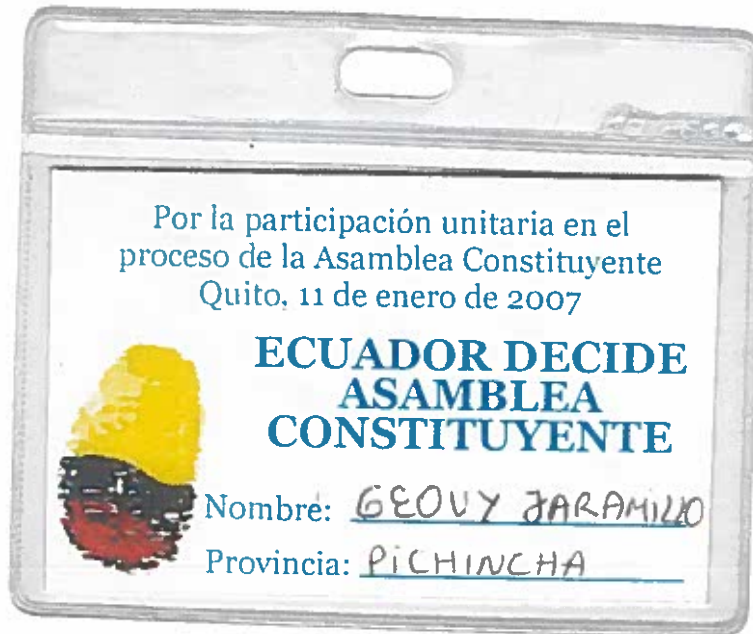 Por la participación unitaria en el
proceso de la Asamblea Constituyente
Quito, 11 de enero de 2007
ECUADOR DECIDE
ASAMBLEA
CONSTITUYENTE
Nombre: GEOVY JARAMILLO
Provincia: PiCHINCHA